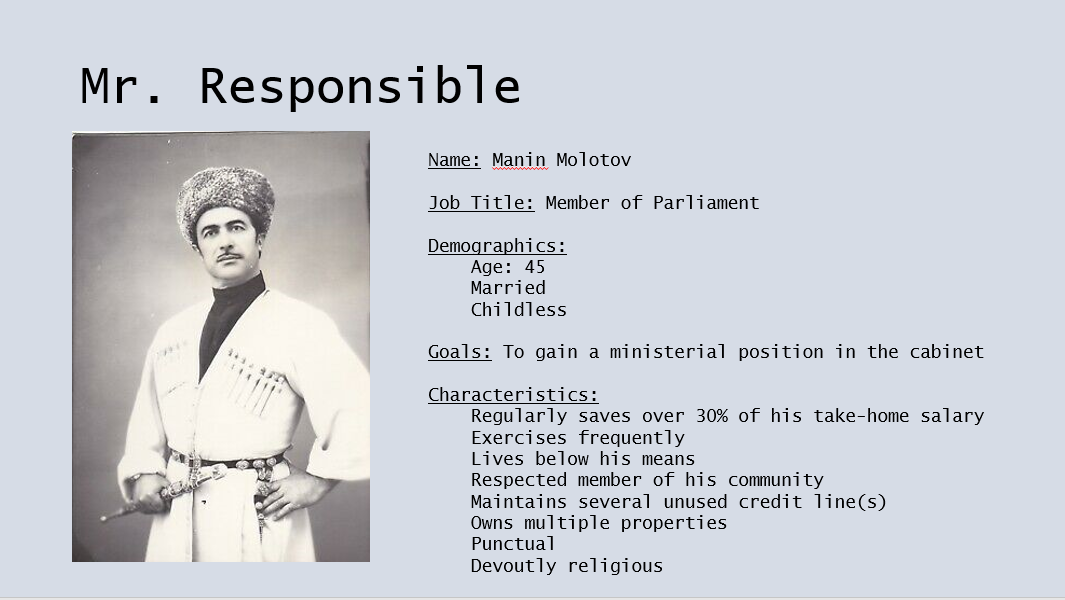 Mr. Responsible
Name: Manin Molotov
Job Title: Member of Parliament
Demographics:
Age: 45
Married
Childless
Goals: To gain a ministerial position in the cabinet
Characteristics:
Regularly saves over 30% of his take-home salary
Exercises frequently
Lives below his means
Respected member of his community
Maintains several unused credit line(s)
Owns multiple properties
Punctual
Devoutly religious